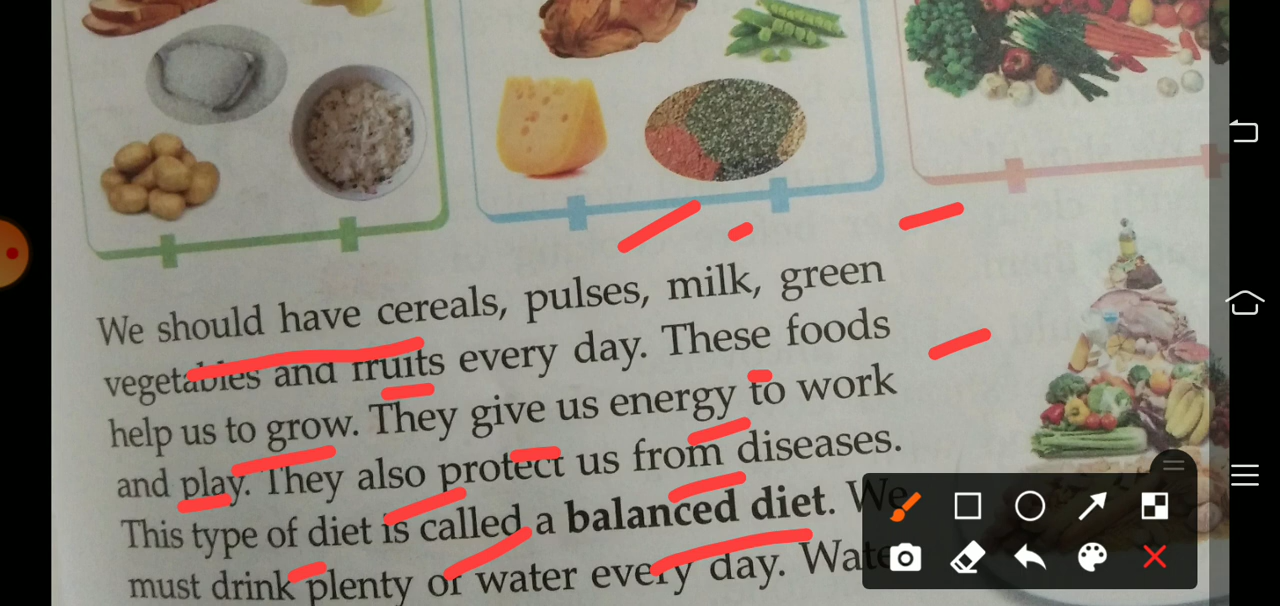 We should have cereals, pulses, milk, green
vegetables and fruits every day. These foods
help us to grow. They give us energy to work
and play. They also protect us from diseases.
This type of diet is called a balanced diet. We
must drink plenty of water every day. Wate